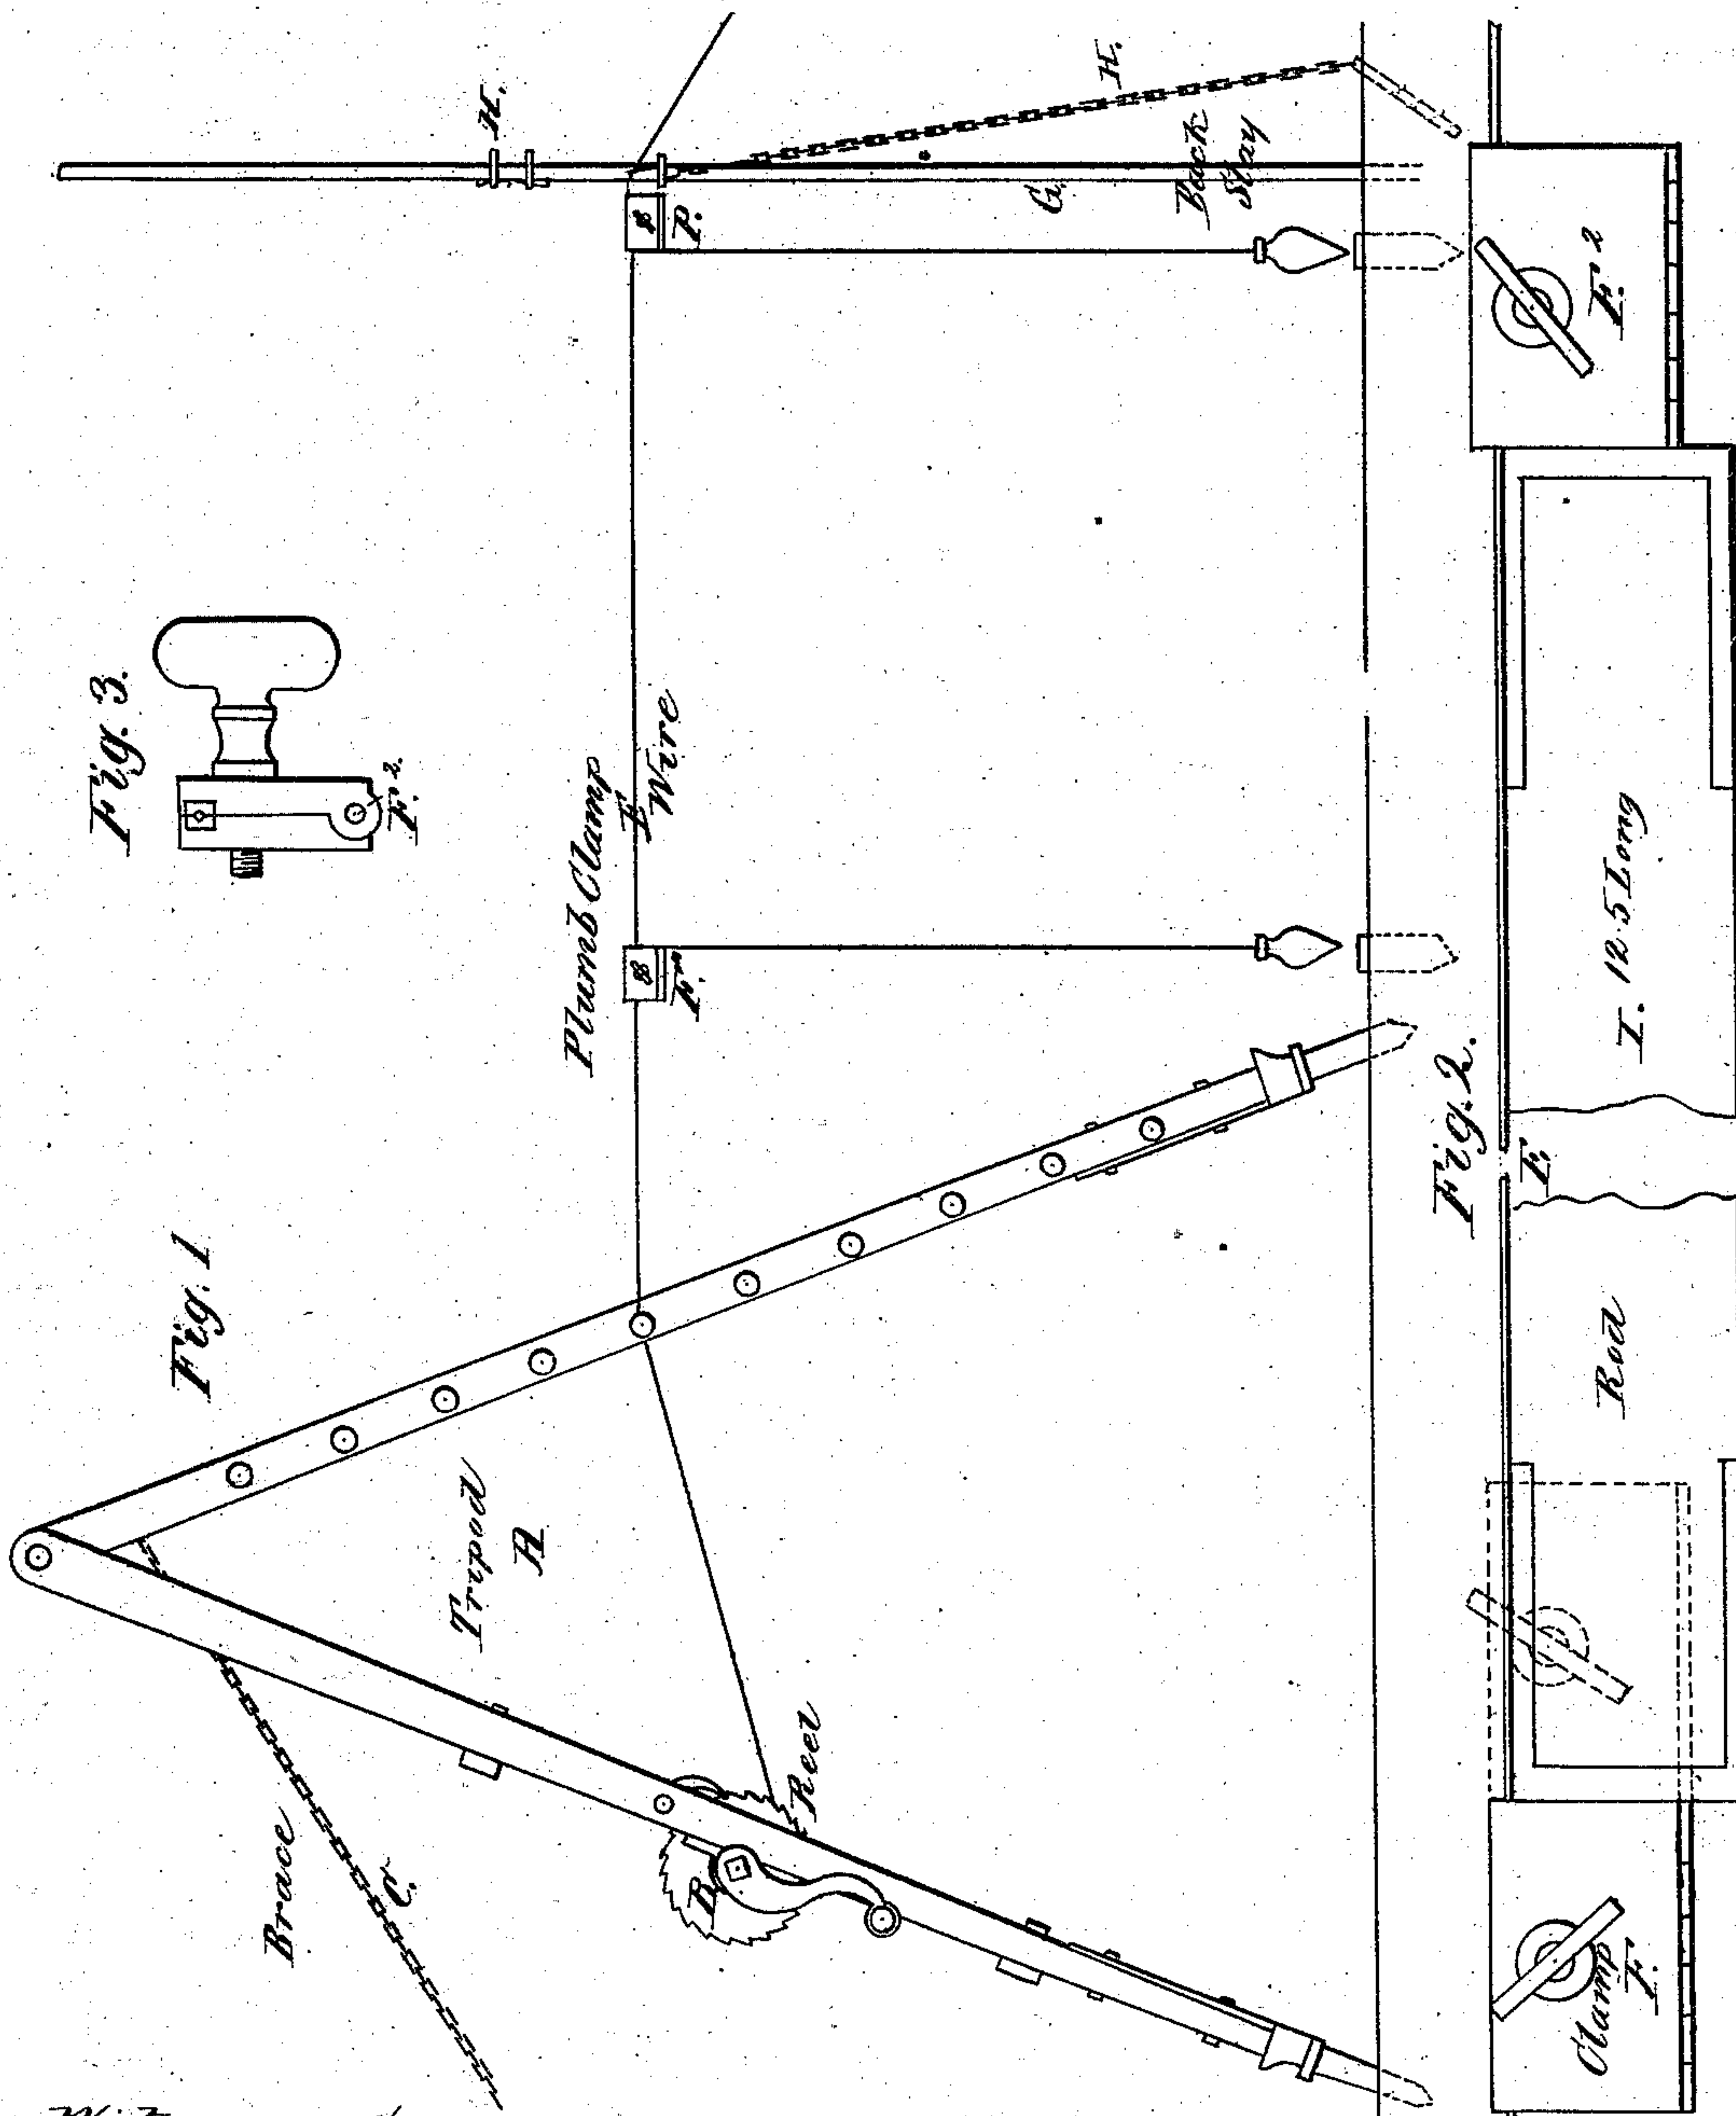 Fig. 1
Brace
C.
Tripod
A
B
Reel
Plumb Clamp
E
Wire
F.
P.
H.
G.
Back
Stay
H.
Fig. 2.
Clamp
F.
Rod
E
I. 12.5 Long
F. 2
Fig. 3.
F. 2.